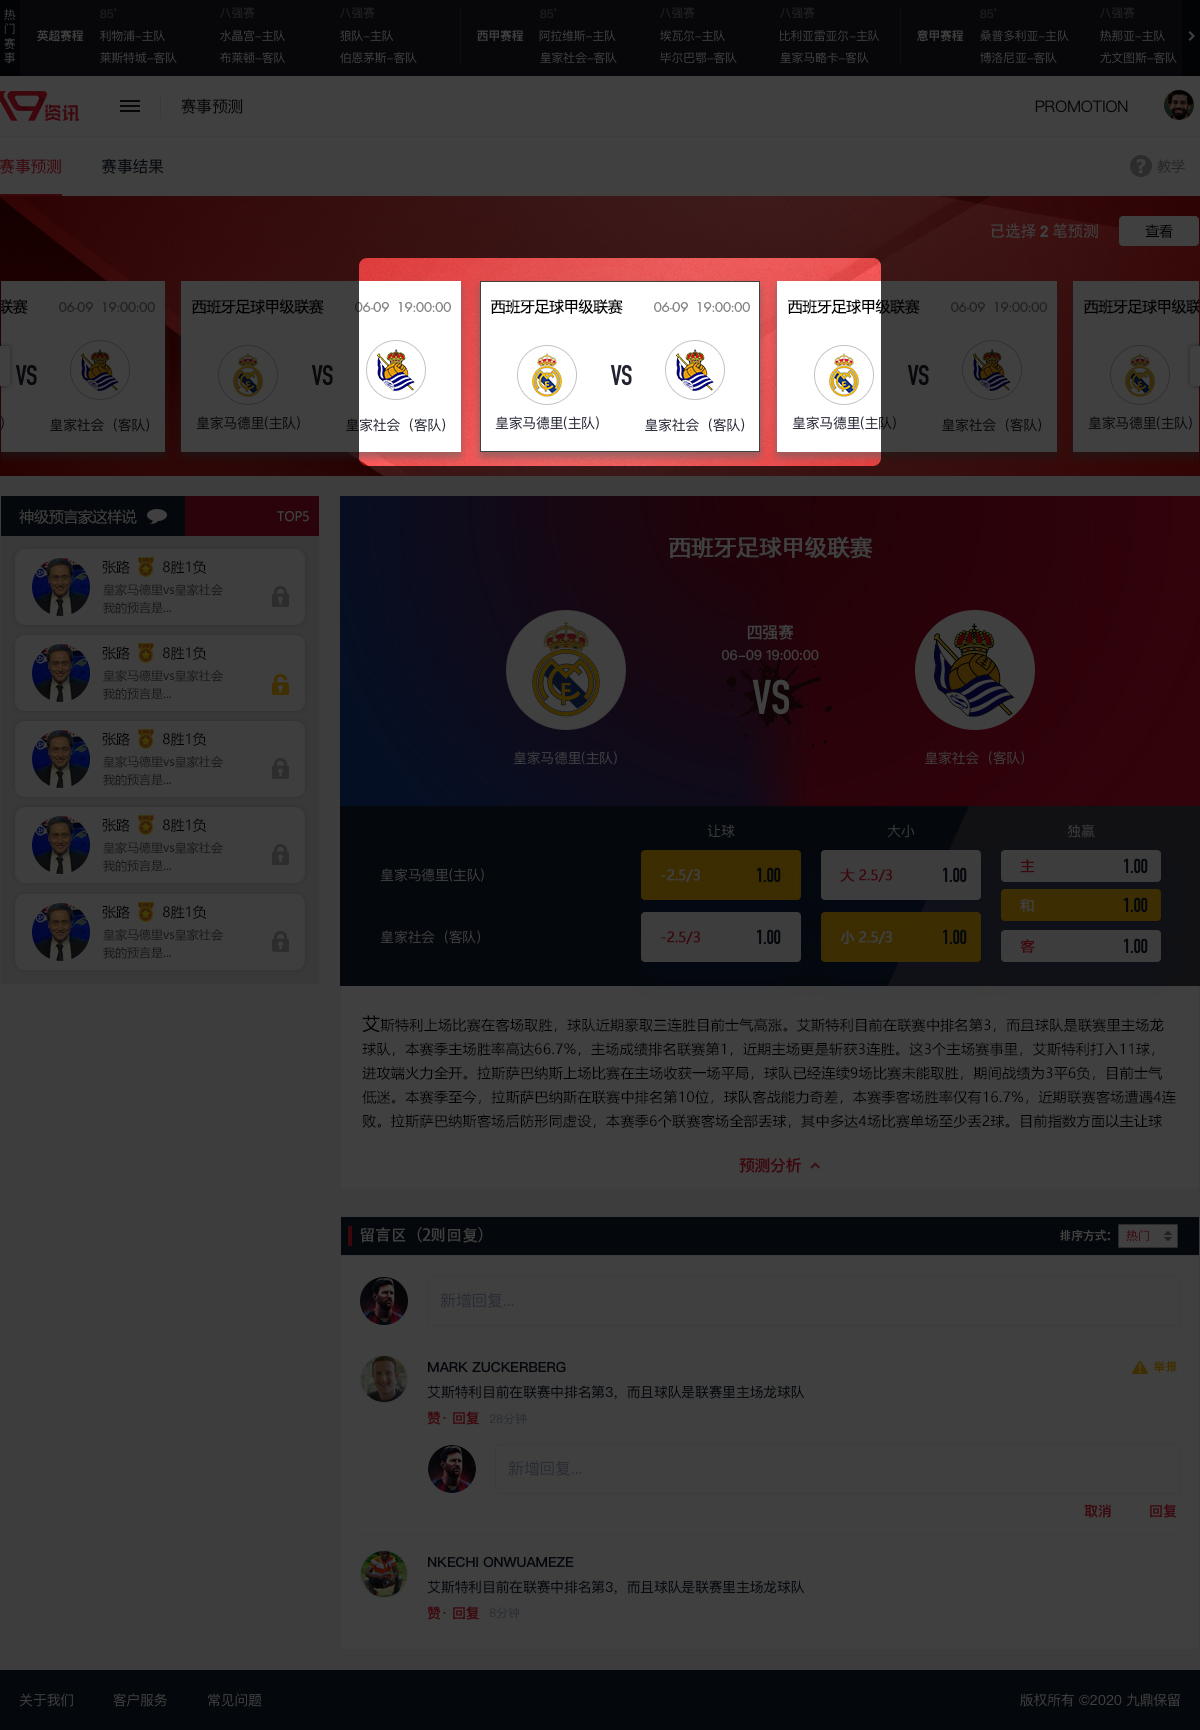 热门赛事
85'
八强赛
八强赛
85'
八强赛
八强赛
85'
八强赛
英超赛程
利物浦-主队
水晶宫-主队
狼队-主队
西甲赛程
阿拉维斯-主队
埃瓦尔-主队
比利亚雷亚尔-主队
意甲赛程
桑普多利亚-主队
热那亚-主队
莱斯特城-客队
布莱顿-客队
伯恩茅斯-客队
皇家社会-客队
毕尔巴鄂-客队
皇家马略卡-客队
博洛尼亚-客队
尤文图斯-客队
资讯
赛事预测
PROMOTION
赛事预测
赛事结果
教学
已选择 2 笔预测
查看
联赛
06-09 19:00:00
西班牙足球甲级联赛
06-09 19:00:00
西班牙足球甲级联赛
06-09 19:00:00
西班牙足球甲级联赛
06-09 19:00:00
西班牙足球甲级联赛
VS
VS
VS
VS
)
皇家社会（客队）
皇家马德里(主队)
皇家社会（客队）
皇家马德里(主队)
皇家社会（客队）
皇家马德里(主队)
皇家社会（客队）
皇家马德里(主队)
神级预言家这样说
TOP5
张路 8胜1负
皇家马德里vs皇家社会
我的预言是...
张路 8胜1负
皇家马德里vs皇家社会
我的预言是...
张路 8胜1负
皇家马德里vs皇家社会
我的预言是...
张路 8胜1负
皇家马德里vs皇家社会
我的预言是...
张路 8胜1负
皇家马德里vs皇家社会
我的预言是...
西班牙足球甲级联赛
四强赛
06-09 19:00:00
VS
皇家马德里(主队)
皇家社会（客队）
让球
大小
独赢
皇家马德里(主队)
-2.5/3 1.00
大 2.5/3 1.00
主 1.00
和 1.00
皇家社会（客队）
-2.5/3 1.00
小 2.5/3 1.00
客 1.00
艾斯特利上场比赛在客场取胜，球队近期豪取三连胜目前士气高涨。艾斯特利目前在联赛中排名第3，而且球队是联赛里主场龙
球队，本赛季主场胜率高达66.7%，主场成绩排名联赛第1，近期主场更是斩获3连胜。这3个主场赛事里，艾斯特利打入11球，
进攻端火力全开。拉斯萨巴纳斯上场比赛在主场收获一场平局，球队已经连续9场比赛未能取胜，期间战绩为3平6负，目前士气
低迷。本赛季至今，拉斯萨巴纳斯在联赛中排名第10位，球队客战能力奇差，本赛季客场胜率仅有16.7%，近期联赛客场遭遇4连
败。拉斯萨巴纳斯客场后防形同虚设，本赛季6个联赛客场全部丢球，其中多达4场比赛单场至少丢2球。目前指数方面以主让球
预测分析
留言区（2则回复）
排序方式：
热门
新增回复...
MARK ZUCKERBERG
举报
艾斯特利目前在联赛中排名第3，而且球队是联赛里主场龙球队
赞· 回复 28分钟
新增回复...
取消
回复
NKECHI ONWUAMEZE
艾斯特利目前在联赛中排名第3，而且球队是联赛里主场龙球队
赞· 回复 8分钟
关于我们
客户服务
常见问题
版权所有 ©2020 九鼎保留